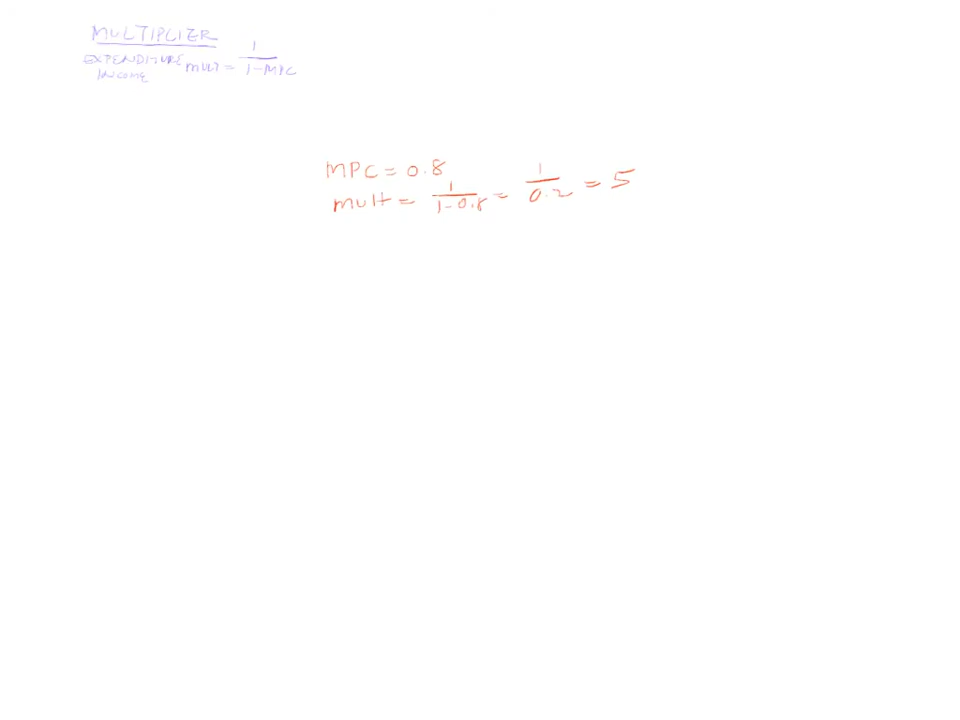 MULTIPLIER
EXPENDITURE MULT = 1/(1-MPC)
INCOME
MPC = 0.8
mult = 1/(1-0.8) = 1/0.2 = 5